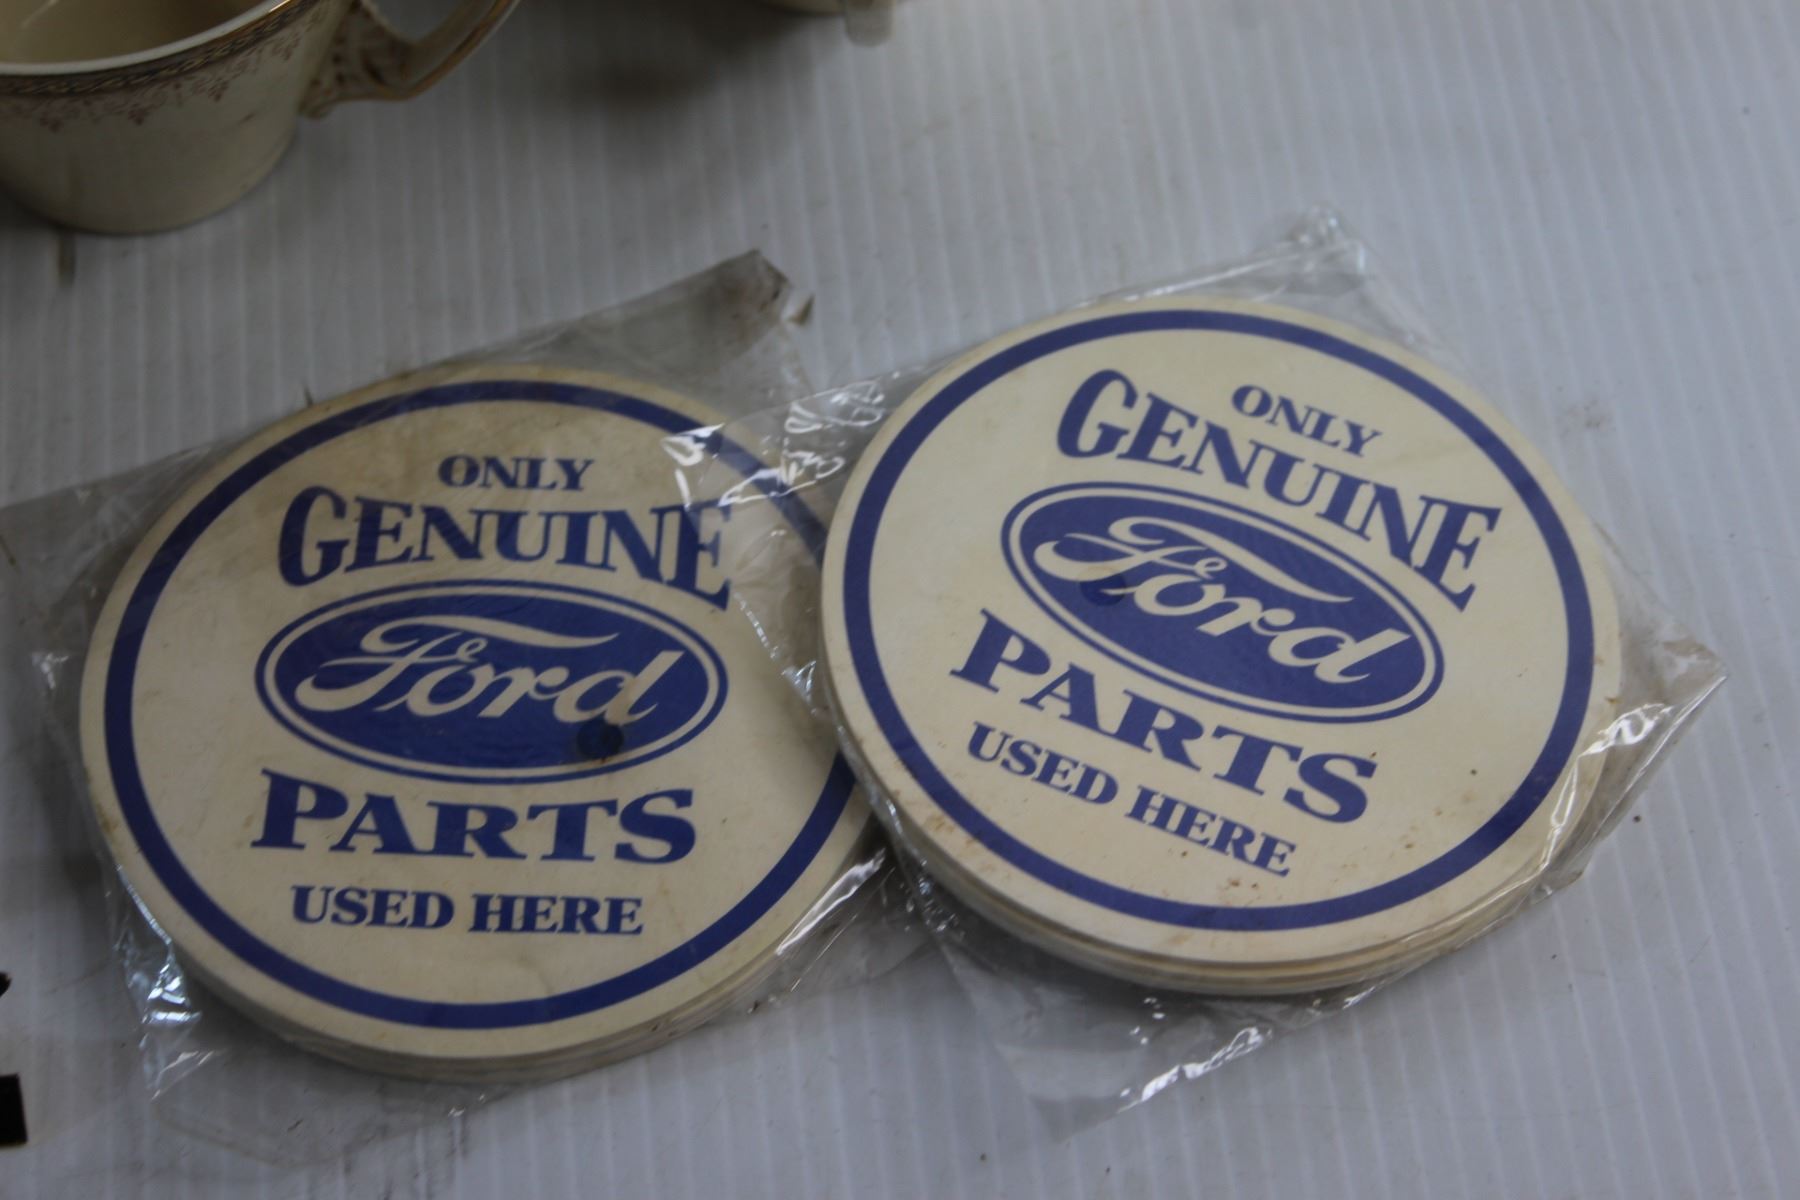 ONLY
GENUINE
Ford
PARTS
USED HERE
ONLY
GENUINE
Ford
PARTS
USED HERE